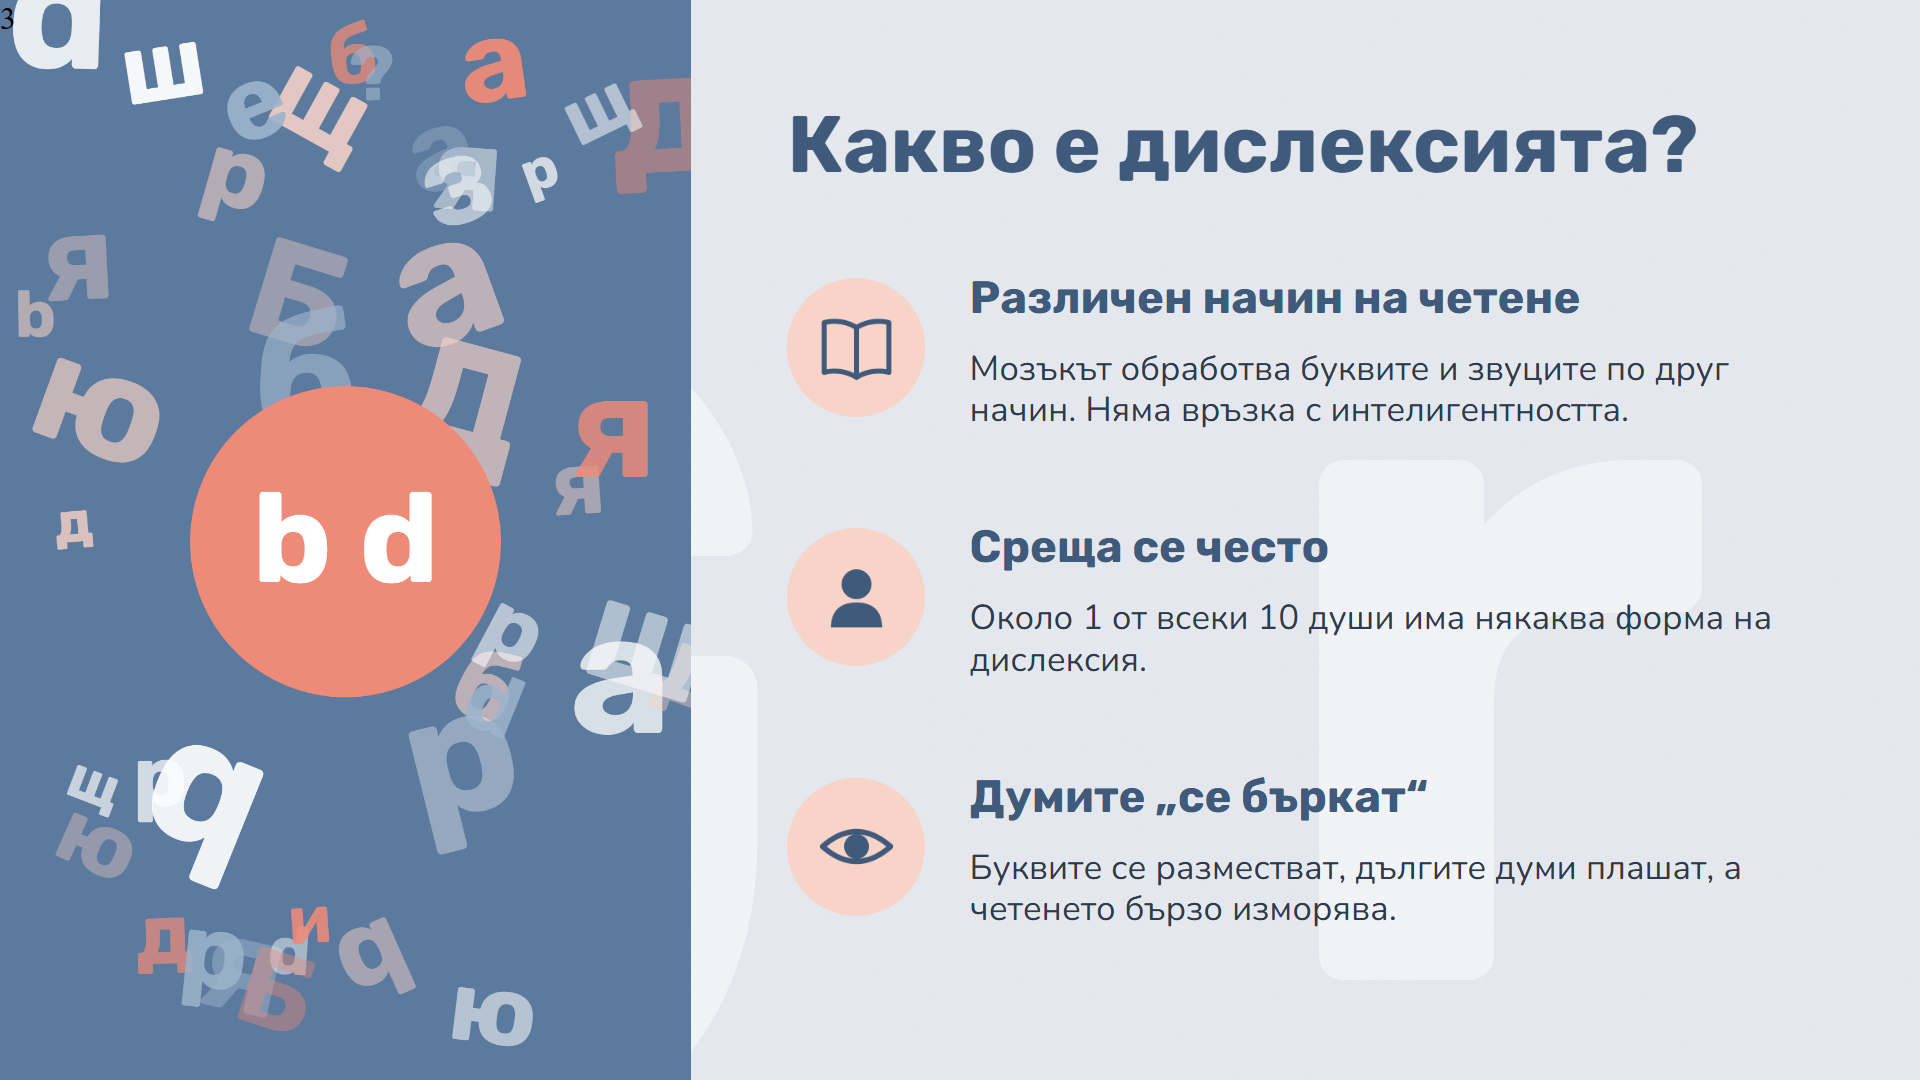 3
b d
Какво е дислексията?
Различен начин на четене
Мозъкът обработва буквите и звуците по друг
начин. Няма връзка с интелигентността.
Среща се често
Около 1 от всеки 10 души има някаква форма на
дислексия.
Думите „се бъркат“
Буквите се разместват, дългите думи плашат, а
четенето бързо изморява.